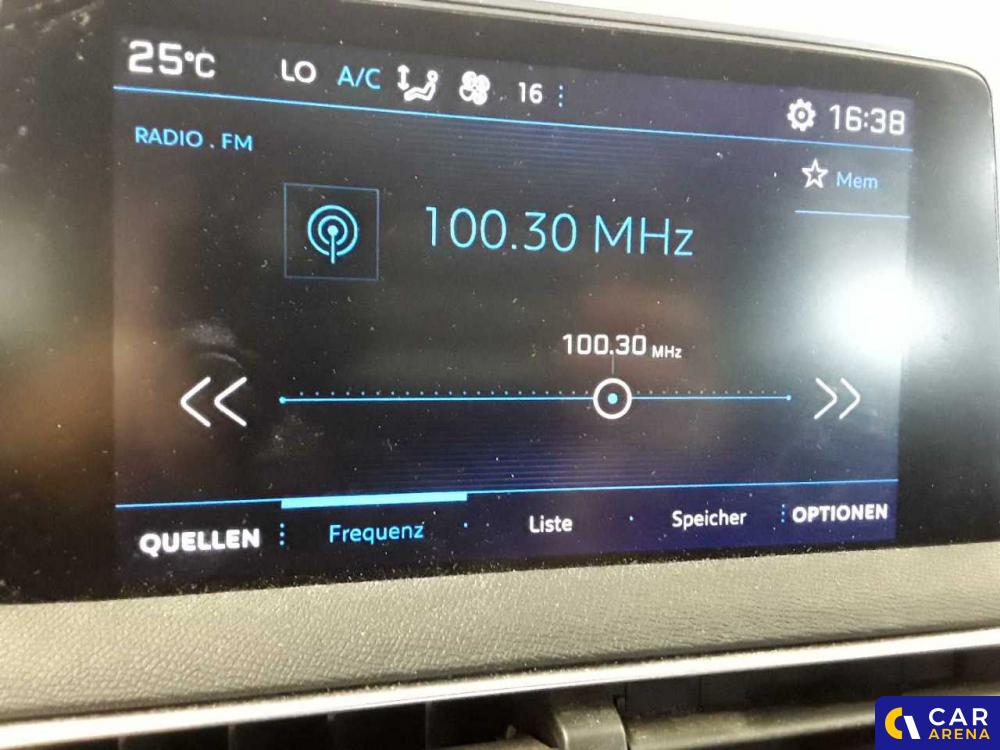 25°C LO A/C 16 16:38
RADIO . FM
Mem
100.30 MHz
100.30 MHz
QUELLEN Frequenz Liste Speicher OPTIONEN
CAR
ARENA